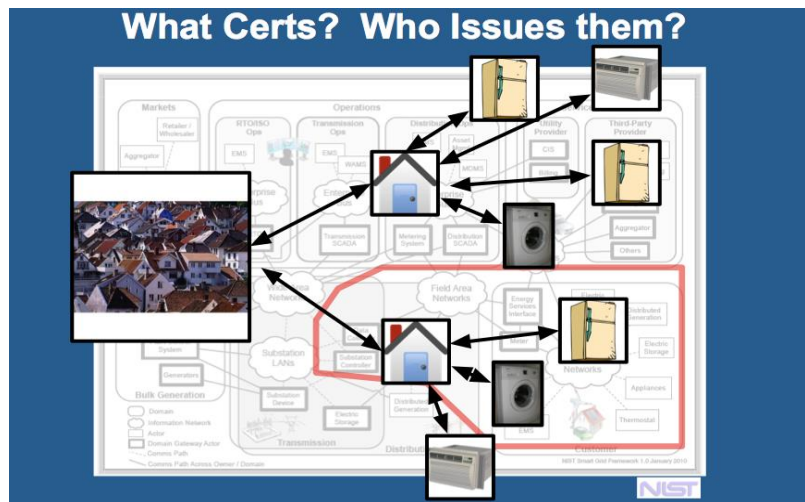 What Certs? Who Issues them?
Markets
Operations
Retailer /
Wholesaler
Aggregator
RTO/ISO
Ops
Transmission
Ops
Utility
Provider
Third-Party
Provider
EMS
EMS
WAMS
MDMS
CIS
Billing
Transmission
SCADA
Metering
System
Distribution
SCADA
Aggregator
Others
Field Area
Networks
Energy
Services
Interface
Meter
Distributed
Generation
Electric
Storage
Networks
Appliances
Thermostat
EMS
Customer
System
Generators
Bulk Generation
Substation
LANs
Substation
Controller
Substation
Device
Electric
Storage
Distributed
Generation
Transmission
Domain
Information Network
Actor
Domain Gateway Actor
Comms Path
Comms Path Across Owner / Domain
NIST Smart Grid Framework 1.0 January 2010
NIST